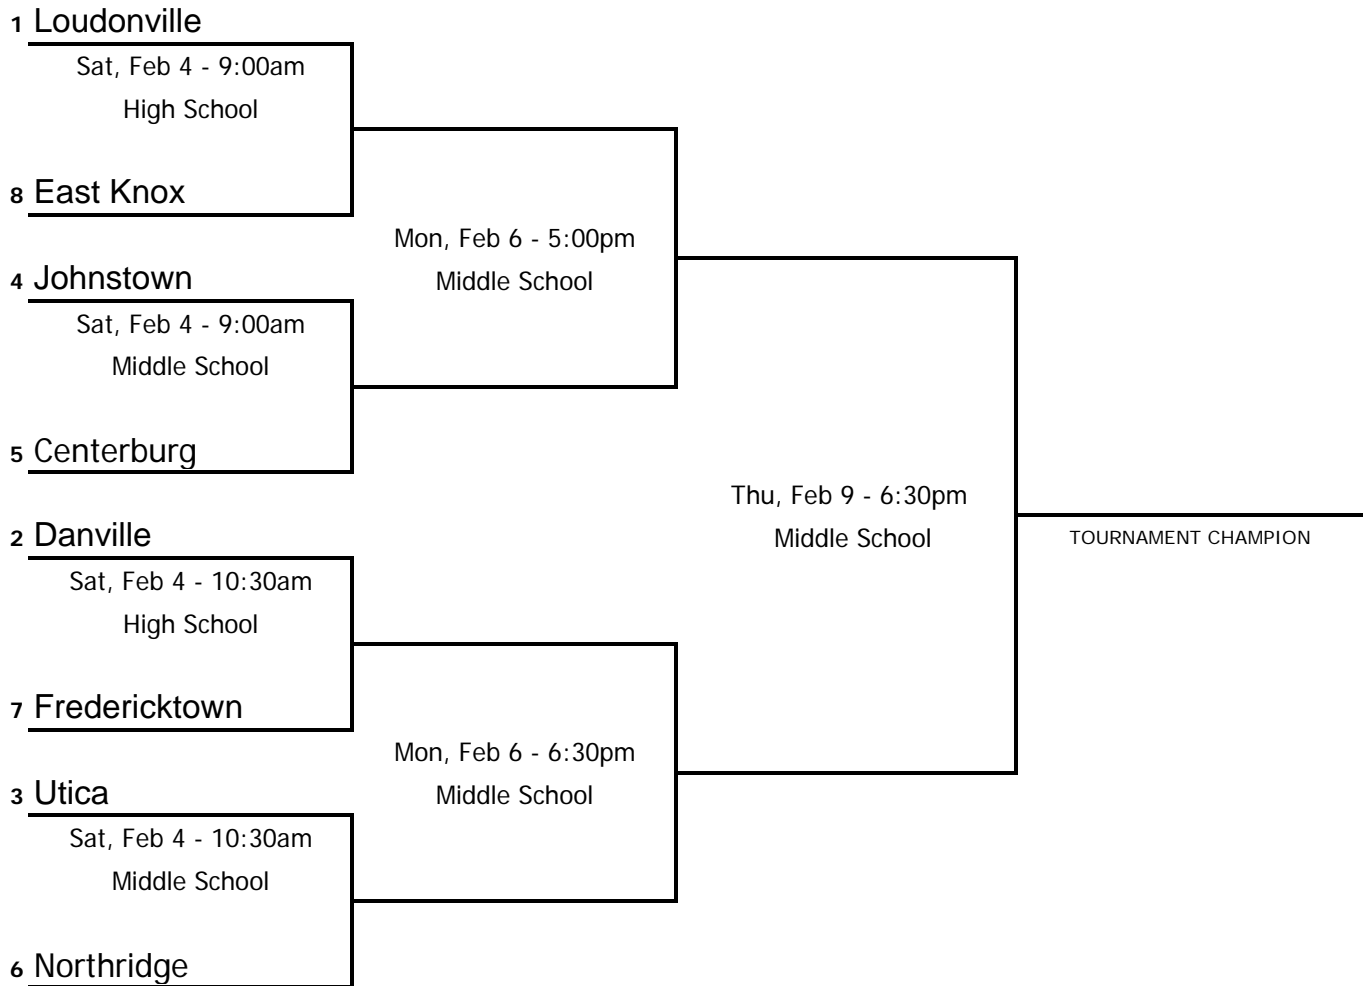 1 Loudonville
Sat, Feb 4 - 9:00am
High School
8 East Knox
Mon, Feb 6 - 5:00pm
Middle School
4 Johnstown
Sat, Feb 4 - 9:00am
Middle School
5 Centerburg
Thu, Feb 9 - 6:30pm
Middle School
TOURNAMENT CHAMPION
2 Danville
Sat, Feb 4 - 10:30am
High School
7 Fredericktown
Mon, Feb 6 - 6:30pm
Middle School
3 Utica
Sat, Feb 4 - 10:30am
Middle School
6 Northridge